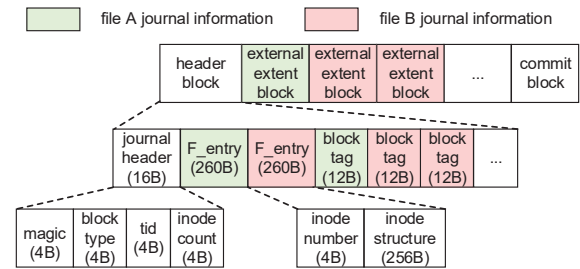 file A journal information
file B journal information
header
block
external
extent
block
external
extent
block
external
extent
block
...
commit
block
journal
header
(16B)
F_entry
(260B)
F_entry
(260B)
block
tag
(12B)
block
tag
(12B)
block
tag
(12B)
...
magic
(4B)
block
type
(4B)
tid
(4B)
inode
count
(4B)
inode
number
(4B)
inode
structure
(256B)